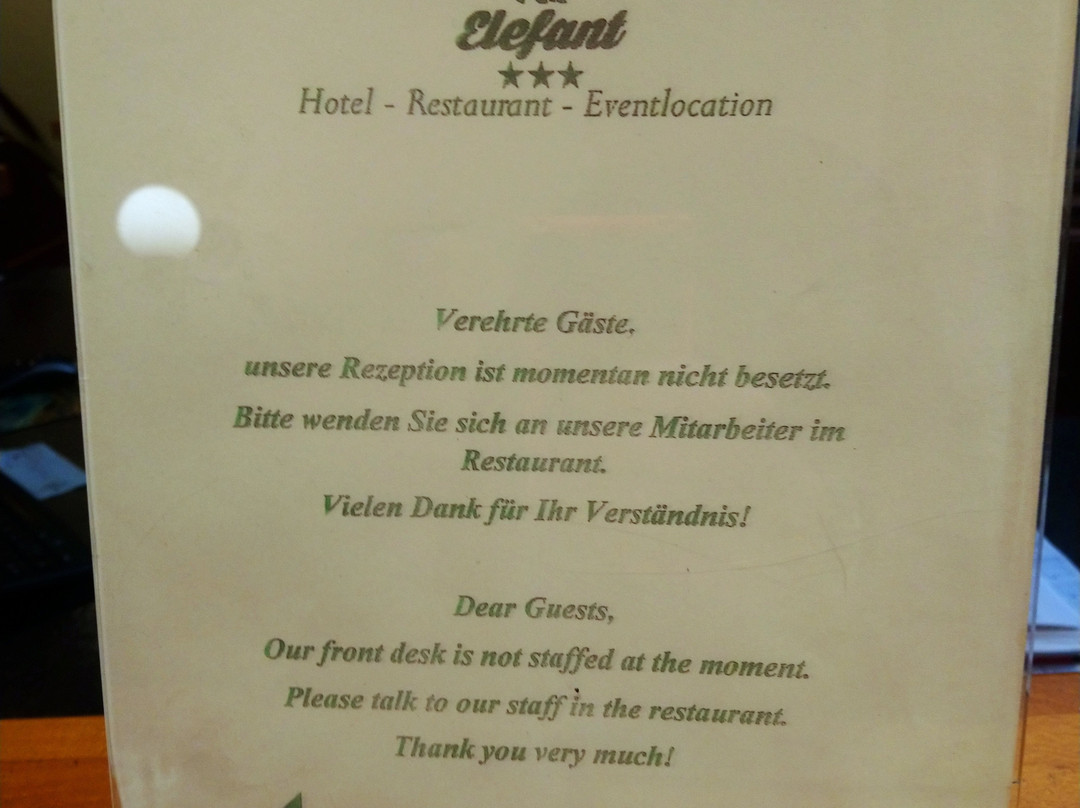 Elefant
★★★
Hotel - Restaurant - Eventlocation
Verehrte Gäste,
unsere Rezeption ist momentan nicht besetzt.
Bitte wenden Sie sich an unsere Mitarbeiter im
Restaurant.
Vielen Dank für Ihr Verständnis!
Dear Guests,
Our front desk is not staffed at the moment.
Please talk to our staff in the restaurant.
Thank you very much!